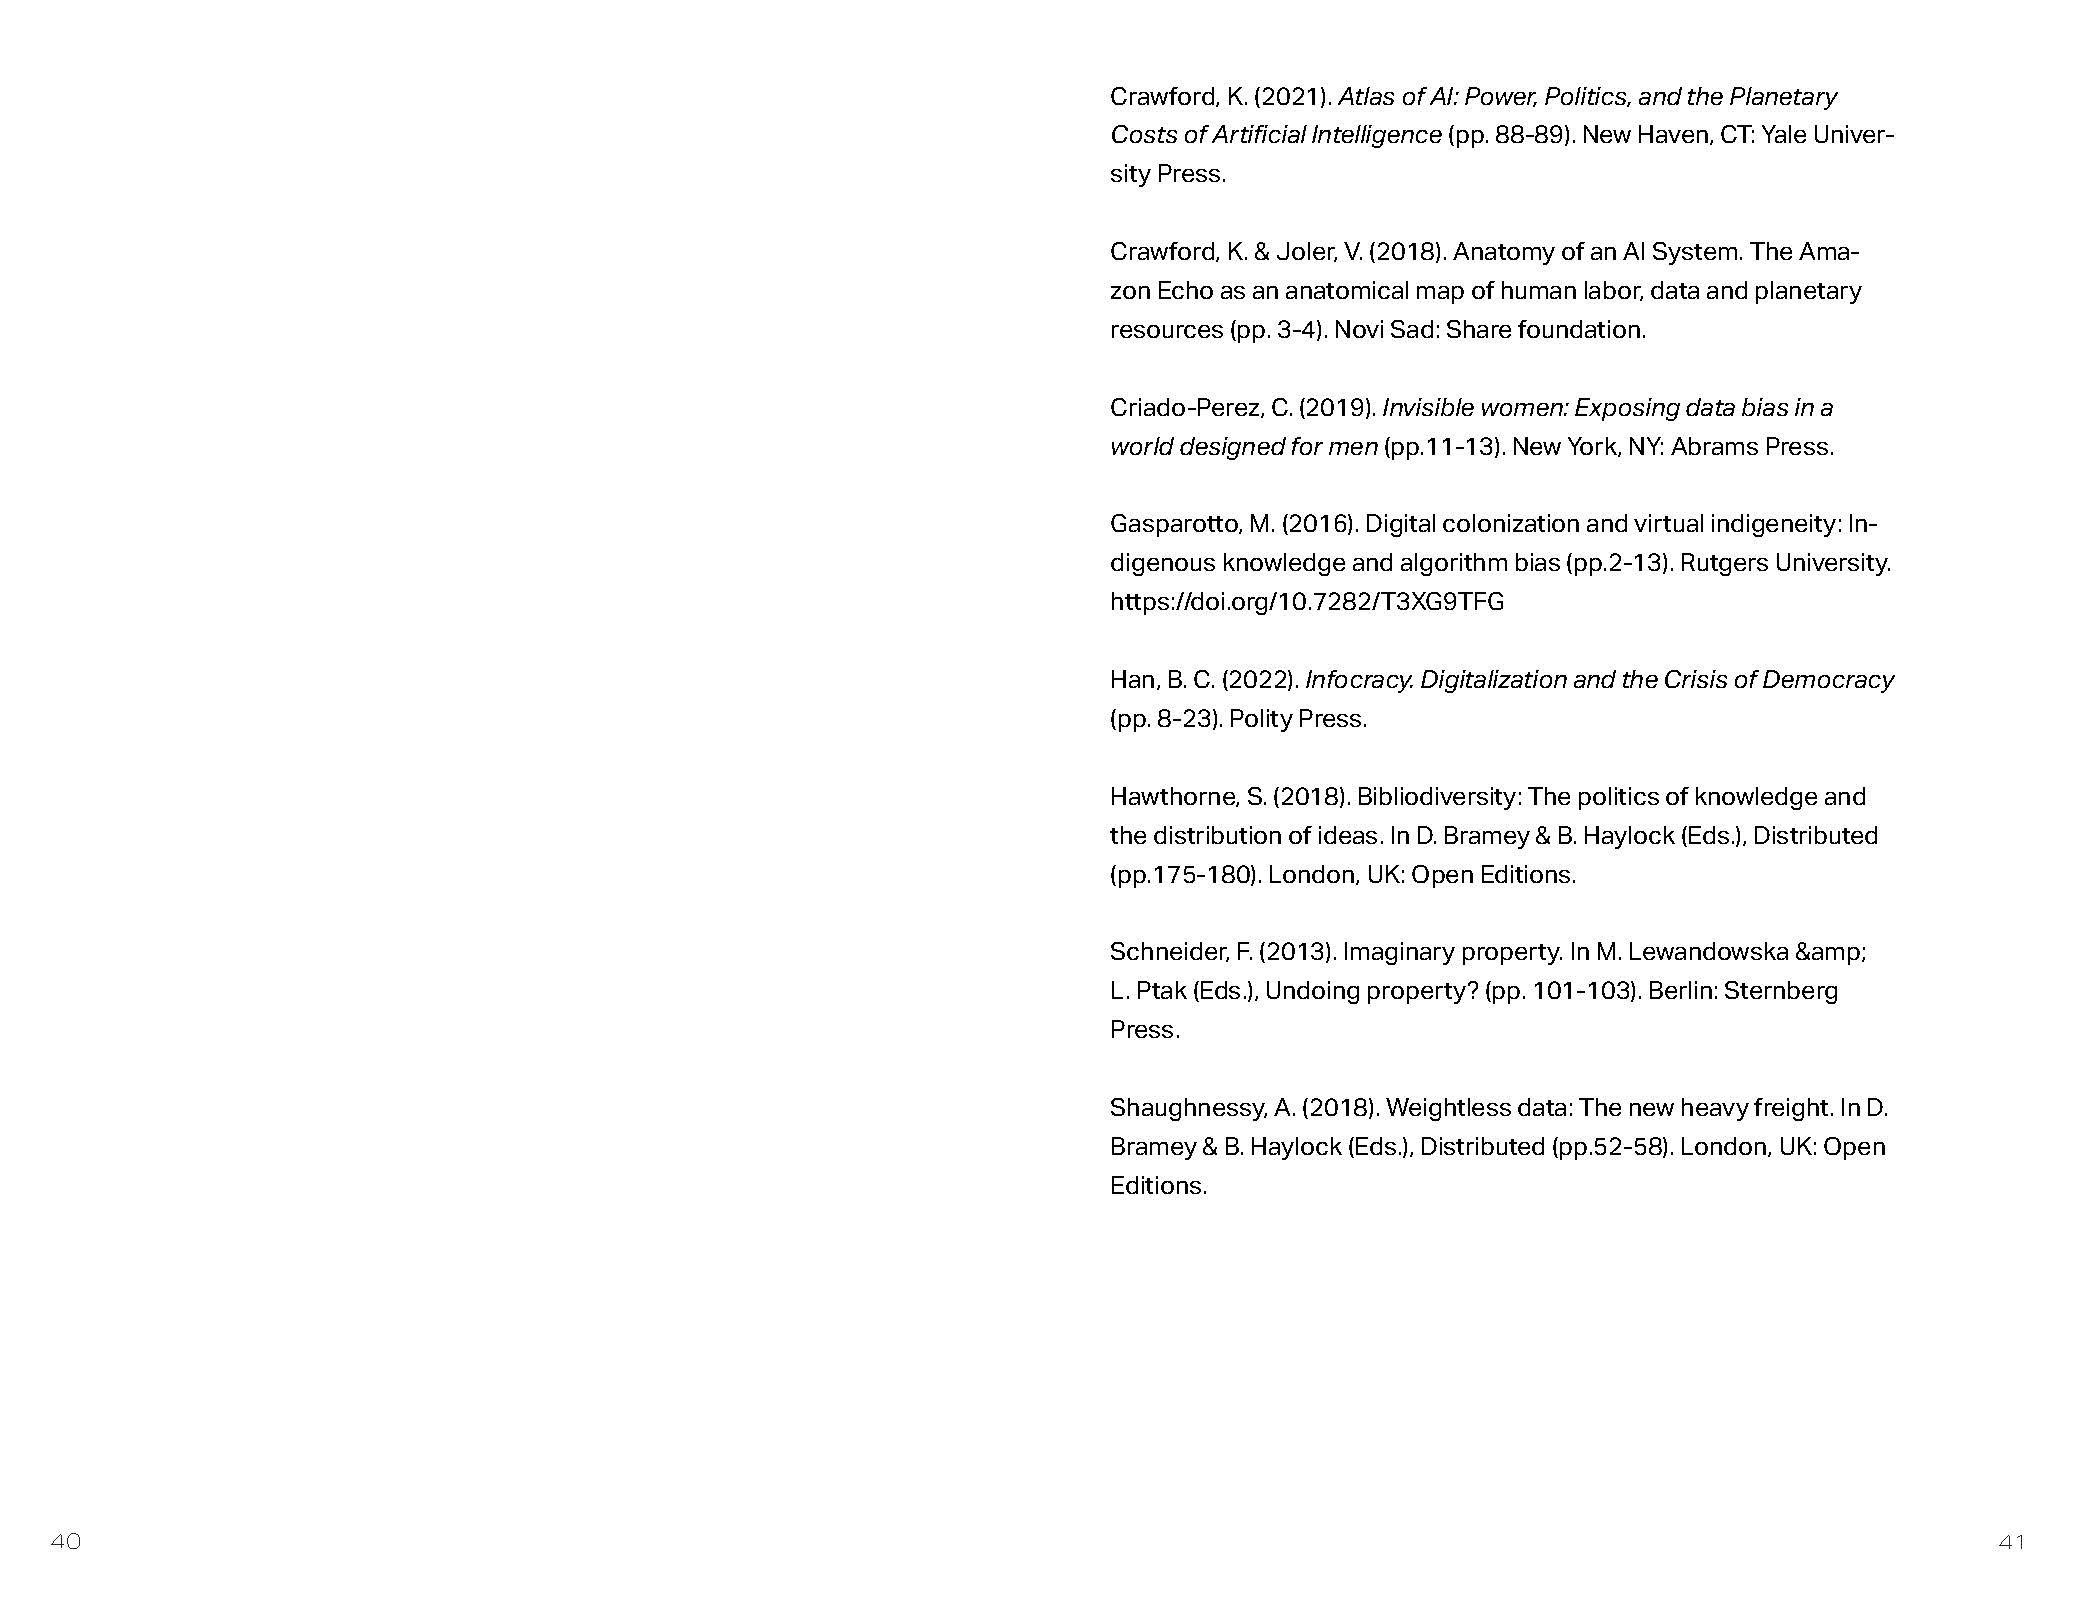 Crawford, K. (2021). Atlas of AI: Power, Politics, and the Planetary
Costs of Artificial Intelligence (pp. 88-89). New Haven, CT: Yale Univer-
sity Press.
Crawford, K. & Joler, V. (2018). Anatomy of an AI System. The Ama-
zon Echo as an anatomical map of human labor, data and planetary
resources (pp. 3-4). Novi Sad: Share foundation.
Criado-Perez, C. (2019). Invisible women: Exposing data bias in a
world designed for men (pp.11-13). New York, NY: Abrams Press.
Gasparotto, M. (2016). Digital colonization and virtual indigeneity: In-
digenous knowledge and algorithm bias (pp.2-13). Rutgers University.
https://doi.org/10.7282/T3XG9TFG
Han, B. C. (2022). Infocracy. Digitalization and the Crisis of Democracy
(pp. 8-23). Polity Press.
Hawthorne, S. (2018). Bibliodiversity: The politics of knowledge and
the distribution of ideas. In D. Bramey & B. Haylock (Eds.), Distributed
(pp.175-180). London, UK: Open Editions.
Schneider, F. (2013). Imaginary property. In M. Lewandowska &amp;
L. Ptak (Eds.), Undoing property? (pp. 101-103). Berlin: Sternberg
Press.
Shaughnessy, A. (2018). Weightless data: The new heavy freight. In D.
Bramey & B. Haylock (Eds.), Distributed (pp.52-58). London, UK: Open
Editions.
40
41